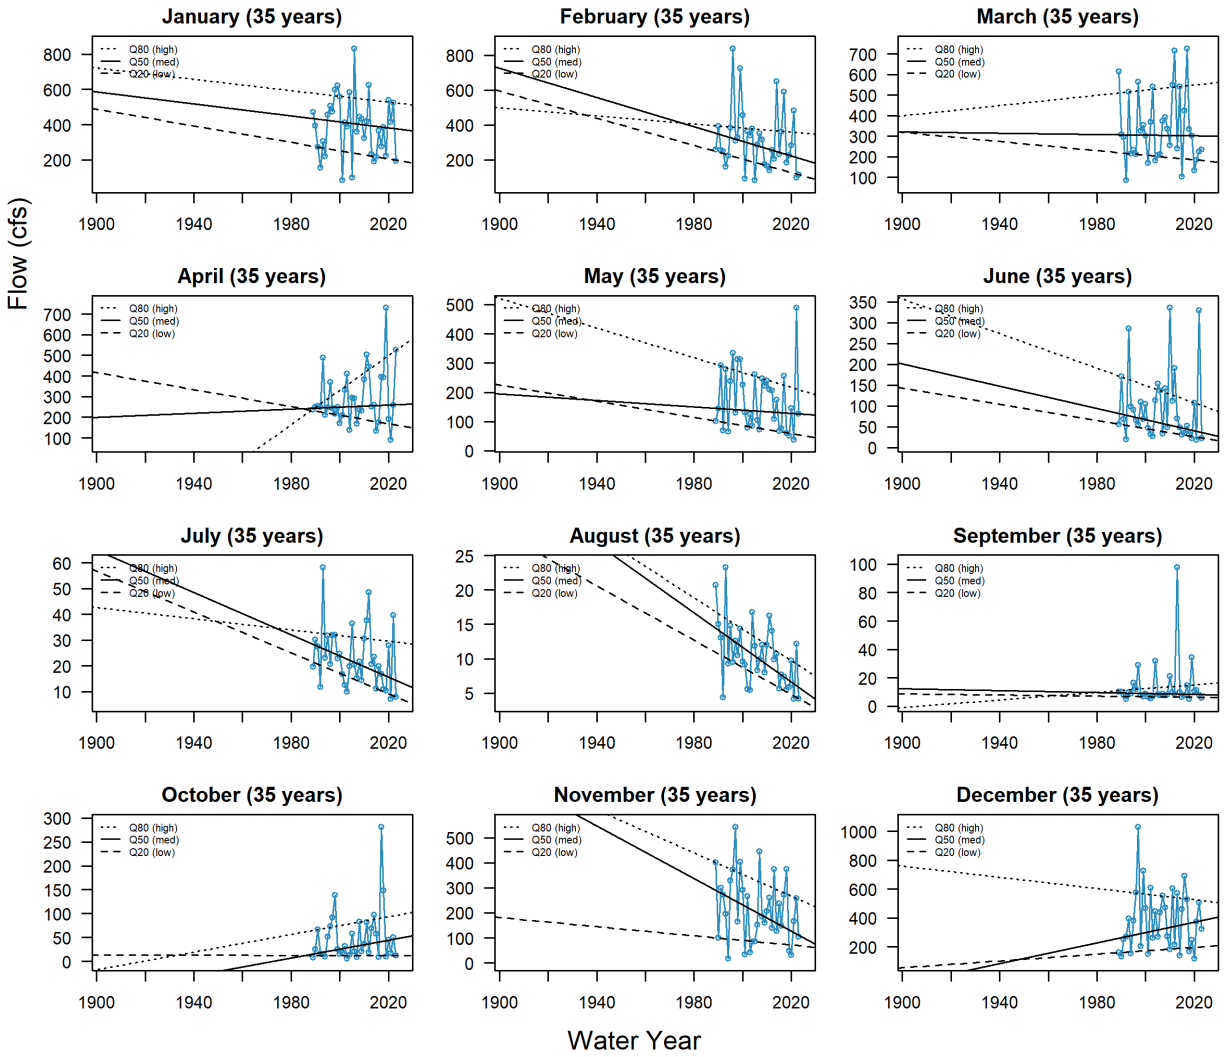 January (35 years)
Q80 (high)
Q50 (med)
Q20 (low)
800
600
400
200
1900
1940
1980
2020
February (35 years)
Q80 (high)
Q50 (med)
Q20 (low)
800
600
400
200
1900
1940
1980
2020
March (35 years)
Q80 (high)
Q50 (med)
Q20 (low)
700
600
500
400
300
200
100
1900
1940
1980
2020
Flow (cfs)
April (35 years)
Q80 (high)
Q50 (med)
Q20 (low)
700
600
500
400
300
200
100
1900
1940
1980
2020
May (35 years)
Q80 (high)
Q50 (med)
Q20 (low)
500
400
300
200
100
0
1900
1940
1980
2020
June (35 years)
Q80 (high)
Q50 (med)
Q20 (low)
350
300
250
200
150
100
50
0
1900
1940
1980
2020
July (35 years)
Q80 (high)
Q50 (med)
Q20 (low)
60
50
40
30
20
10
1900
1940
1980
2020
August (35 years)
Q80 (high)
Q50 (med)
Q20 (low)
25
20
15
10
5
1900
1940
1980
2020
September (35 years)
Q80 (high)
Q50 (med)
Q20 (low)
100
80
60
40
20
0
1900
1940
1980
2020
October (35 years)
Q80 (high)
Q50 (med)
Q20 (low)
300
250
200
150
100
50
0
1900
1940
1980
2020
November (35 years)
Q80 (high)
Q50 (med)
Q20 (low)
500
400
300
200
100
0
1900
1940
1980
2020
December (35 years)
Q80 (high)
Q50 (med)
Q20 (low)
1000
800
600
400
200
1900
1940
1980
2020
Water Year